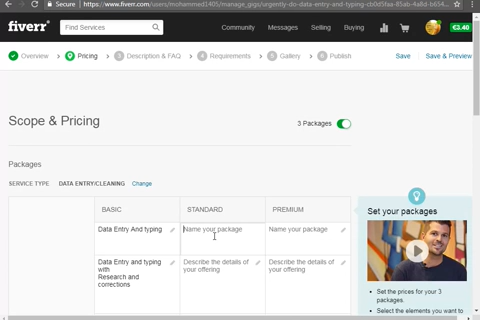 Secure https://www.fiverr.com/users/mohammed1405/manage_gigs/urgently-do-data-entry-and-typing-
fiverr Find Services Community Messages Selling Buying €3.40
Overview Pricing 3 Description & FAQ 4 Requirements 5 Gallery 6 Publish Save Save & Preview
Scope & Pricing 3 Packages
Packages
SERVICE TYPE DATA ENTRY/CLEANING Change
BASIC STANDARD PREMIUM
Data Entry And typing Name your package Name your package
Data Entry and typing with Research and corrections
Describe the details of your offering
Describe the details of your offering
Set your packages
Set the prices for your 3 packages.
Select the elements you want to